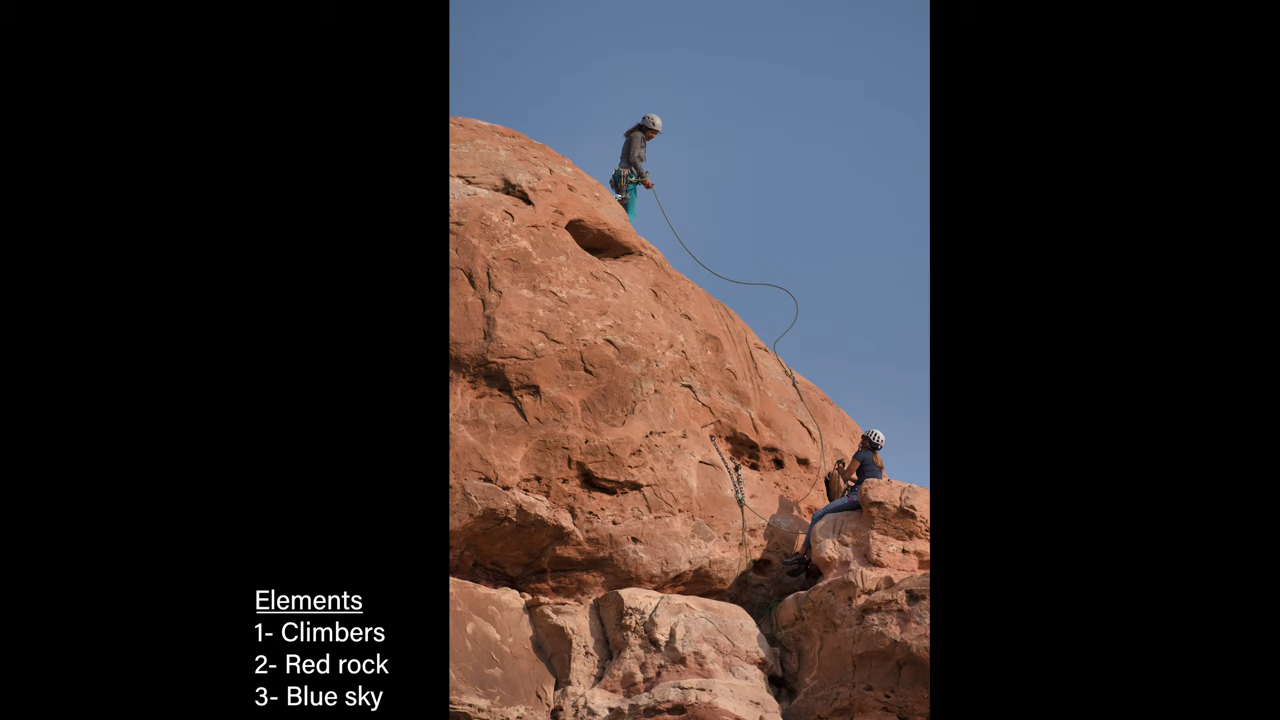 Elements
1- Climbers
2- Red rock
3- Blue sky